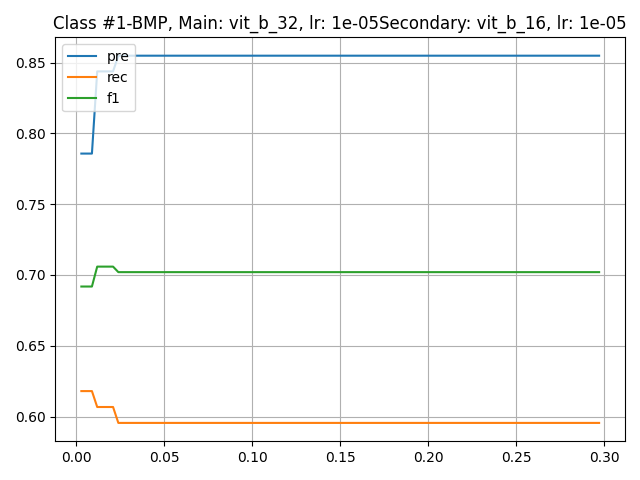 Class #1-BMP, Main: vit_b_32, lr: 1e-05Secondary: vit_b_16, lr: 1e-05
pre
rec
f1
0.85
0.80
0.75
0.70
0.65
0.60
0.00 0.05 0.10 0.15 0.20 0.25 0.30